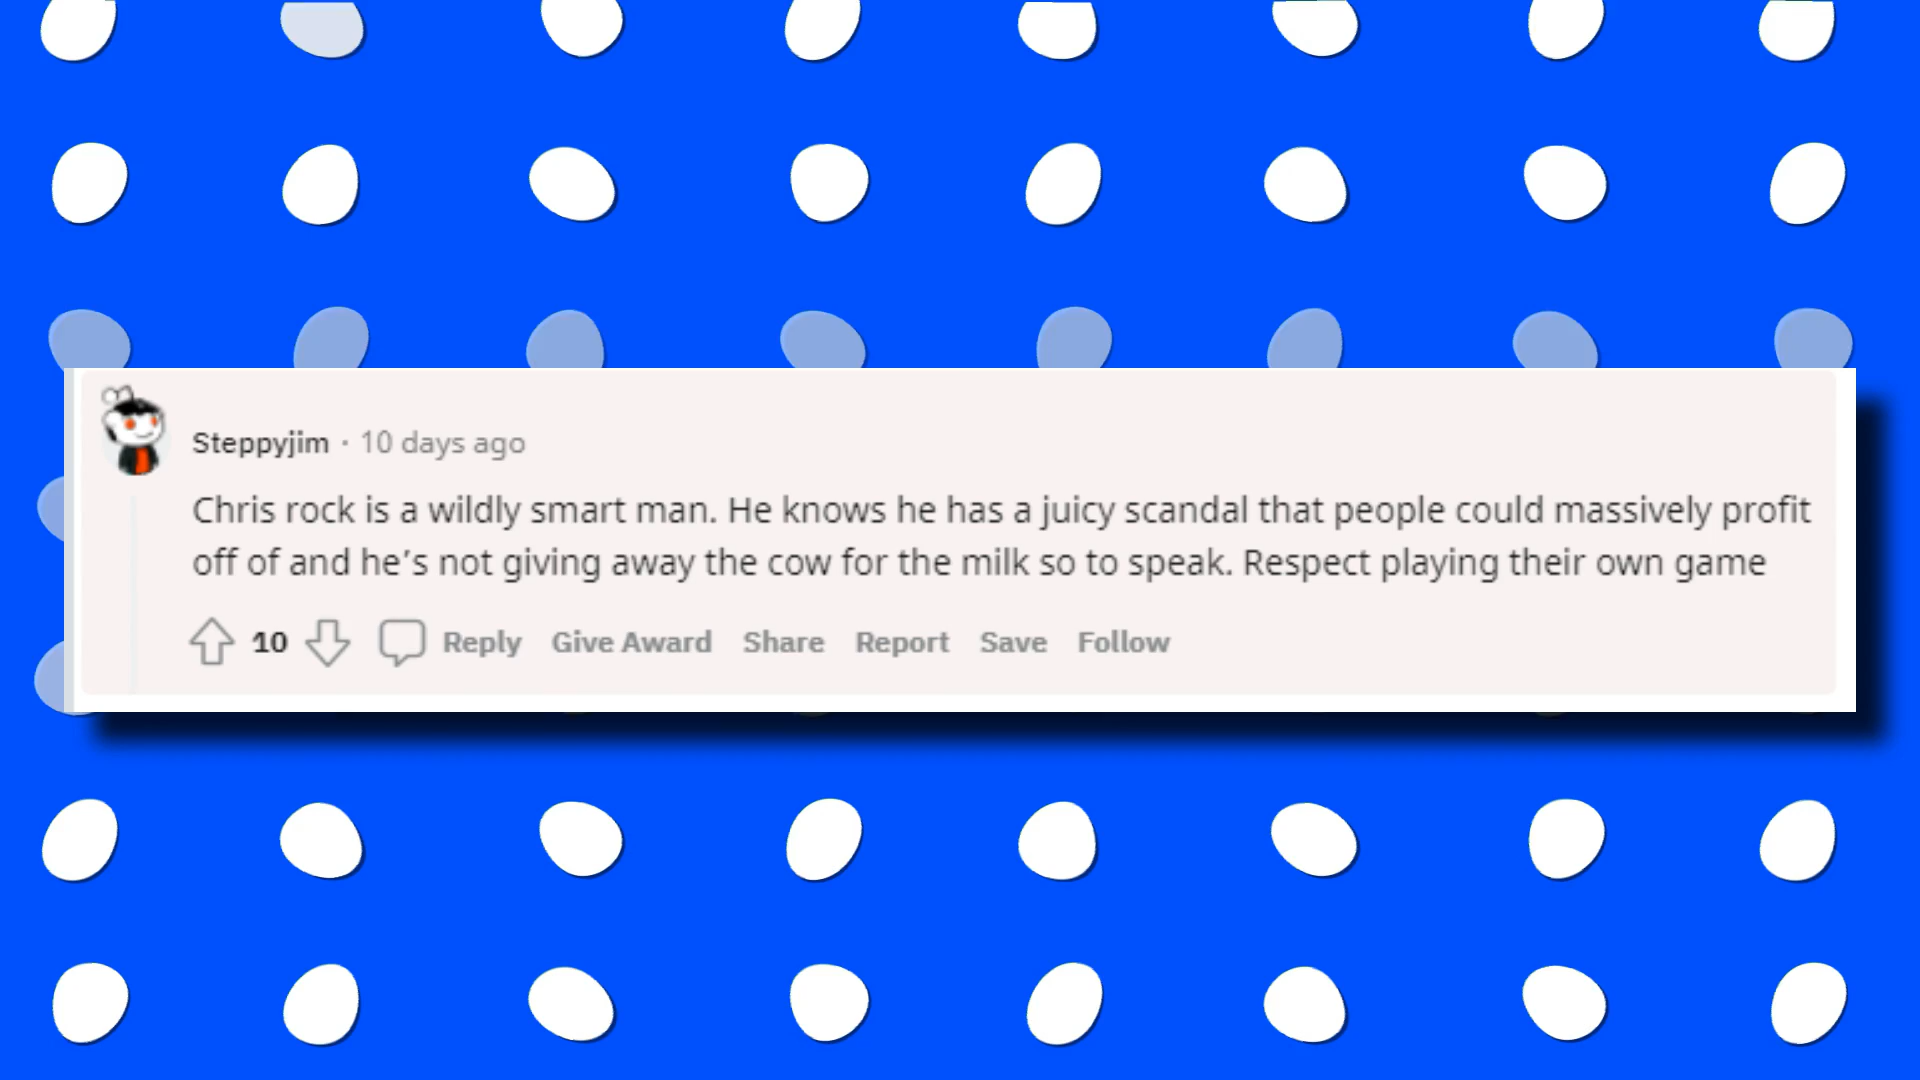 Steppyjim · 10 days ago
Chris rock is a wildly smart man. He knows he has a juicy scandal that people could massively profit
off of and he’s not giving away the cow for the milk so to speak. Respect playing their own game
10 Reply Give Award Share Report Save Follow